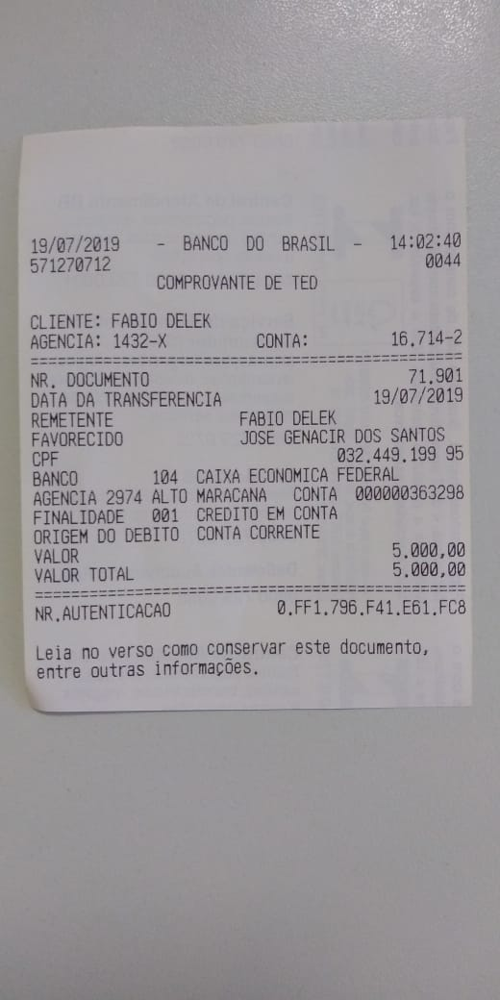 19/07/2019 - BANCO DO BRASIL - 14:02:40
571270712 0044
COMPROVANTE DE TED
CLIENTE: FABIO DELEK
AGENCIA: 1432-X CONTA: 16.714-2
================================================
NR. DOCUMENTO 71.901
DATA DA TRANSFERENCIA 19/07/2019
REMETENTE FABIO DELEK
FAVORECIDO JOSE GENACIR DOS SANTOS
CPF 032.449.199 95
BANCO 104 CAIXA ECONOMICA FEDERAL
AGENCIA 2974 ALTO MARACANA CONTA 000000363298
FINALIDADE 001 CREDITO EM CONTA
ORIGEM DO DEBITO CONTA CORRENTE
VALOR 5.000,00
VALOR TOTAL 5.000,00
================================================
NR.AUTENTICACAO 0.FF1.796.F41.E61.FC8
Leia no verso como conservar este documento,
entre outras informações.